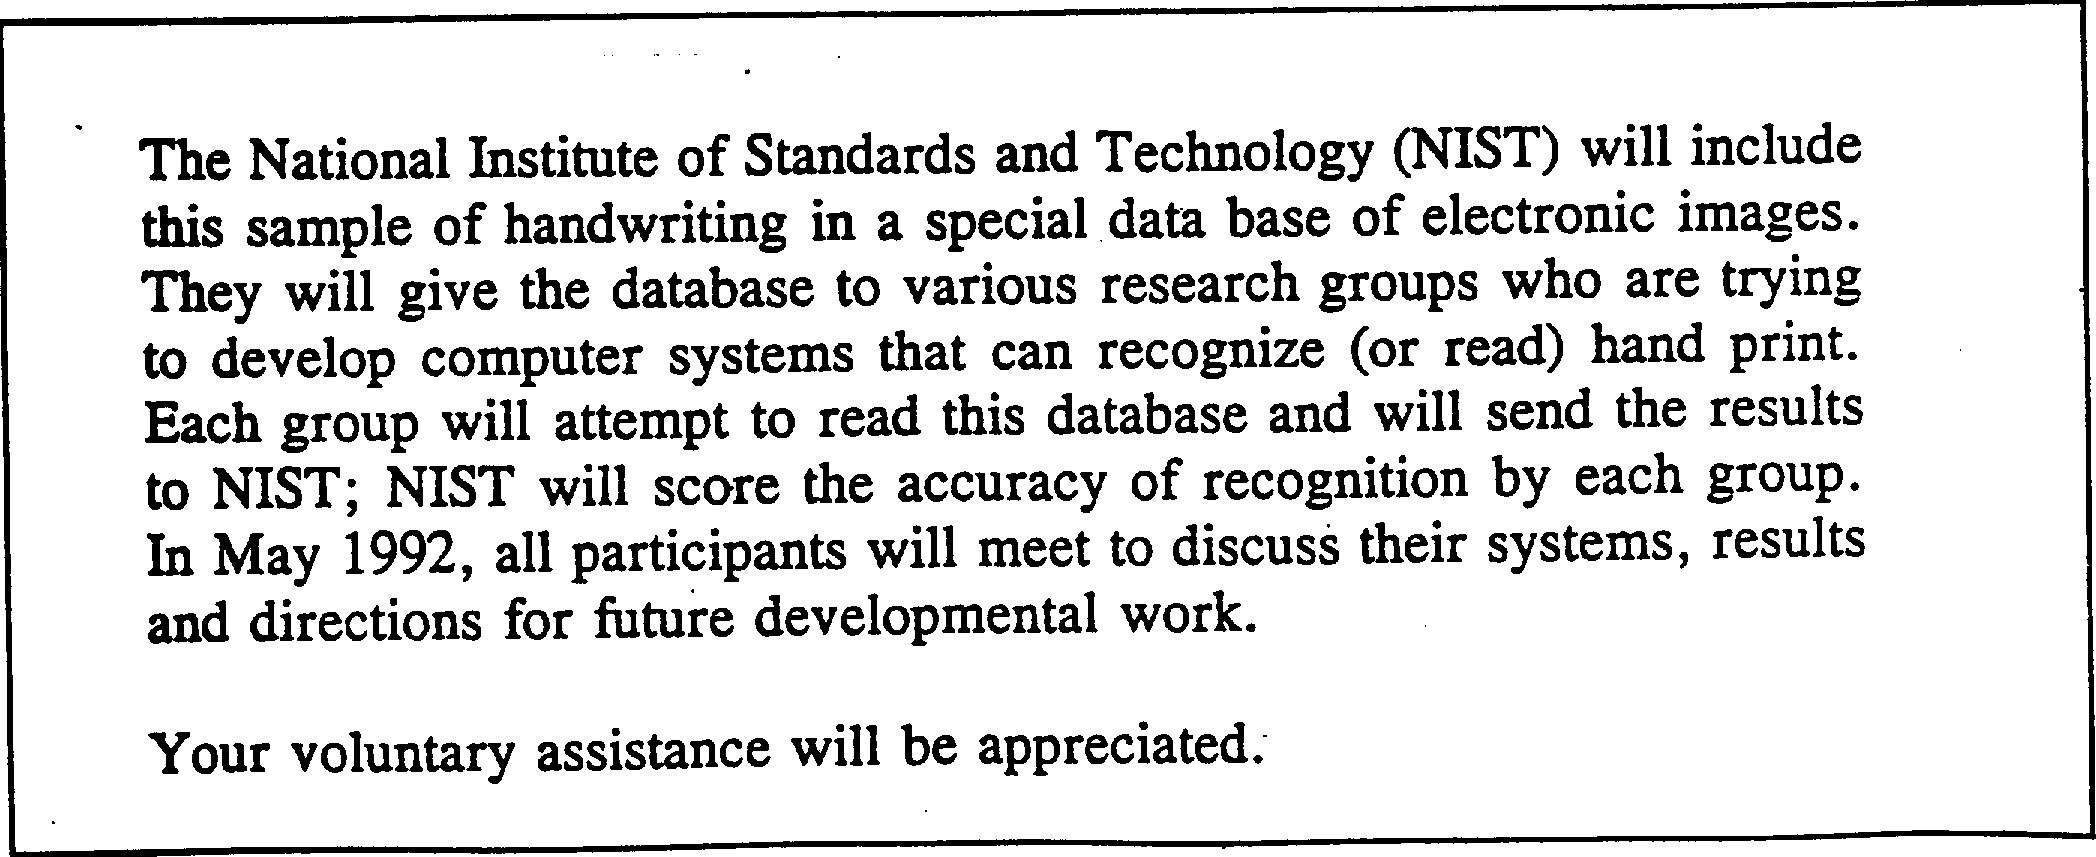 The National Institute of Standards and Technology (NIST) will include
this sample of handwriting in a special data base of electronic images.
They will give the database to various research groups who are trying
to develop computer systems that can recognize (or read) hand print.
Each group will attempt to read this database and will send the results
to NIST; NIST will score the accuracy of recognition by each group.
In May 1992, all participants will meet to discuss their systems, results
and directions for future developmental work.
Your voluntary assistance will be appreciated.